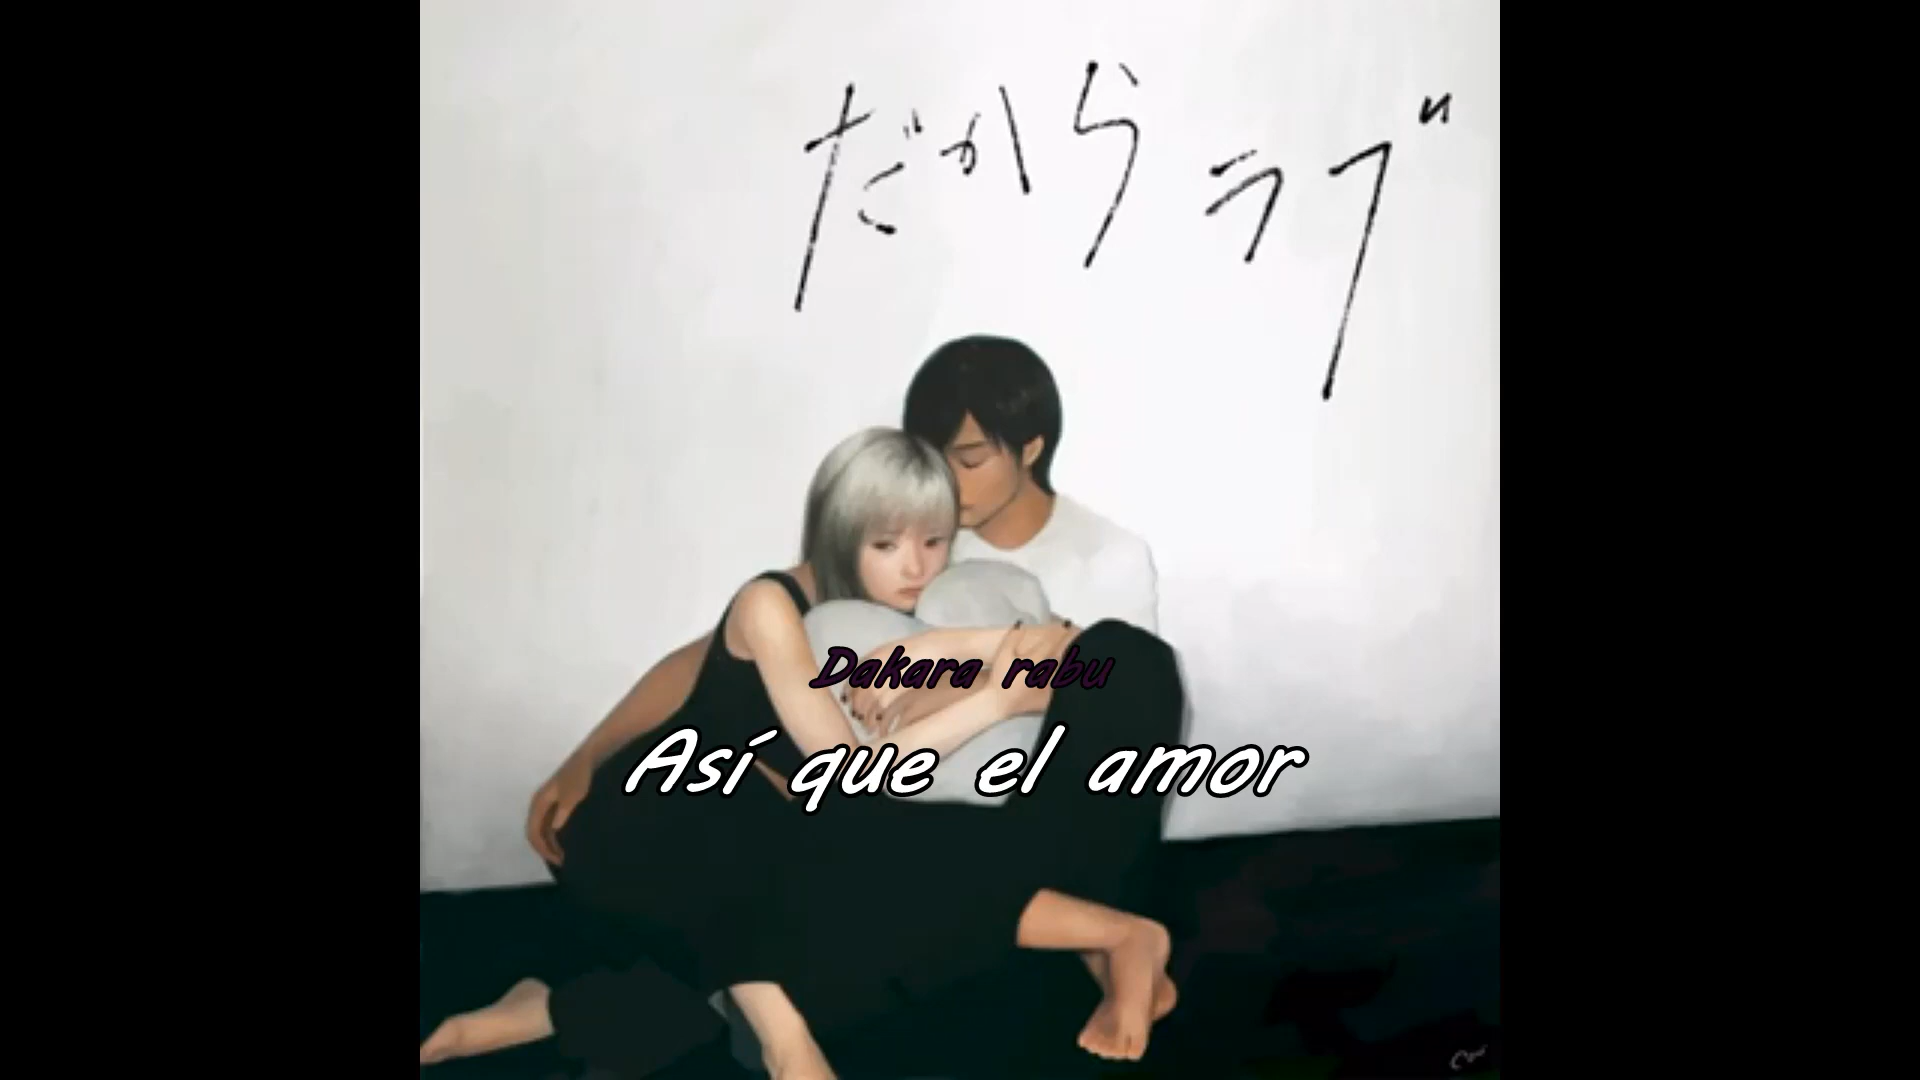 だからラブ
Dakara rabu
Así que el amor